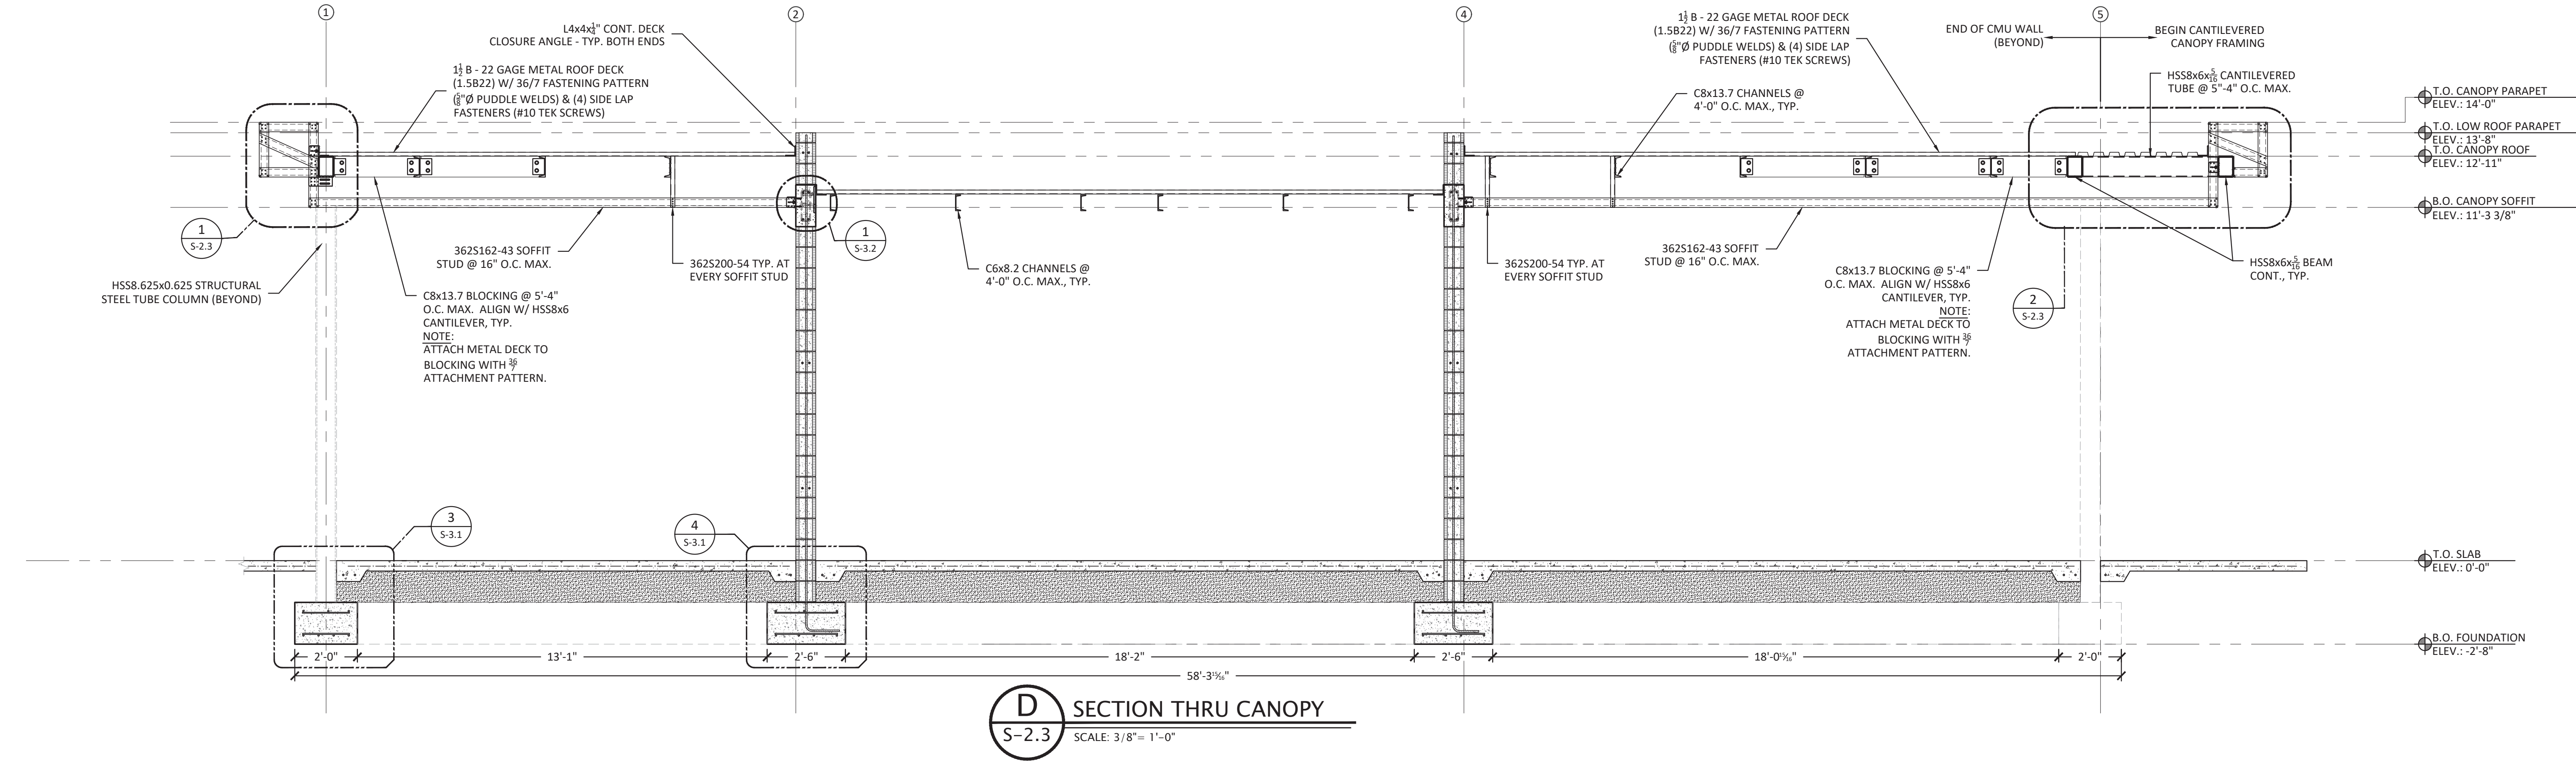 1
2
4
5
L4x4x1/4" CONT. DECK
CLOSURE ANGLE - TYP. BOTH ENDS
1 1/2 B - 22 GAGE METAL ROOF DECK
(1.5B22) W/ 36/7 FASTENING PATTERN
(5/8"Ø PUDDLE WELDS) & (4) SIDE LAP
FASTENERS (#10 TEK SCREWS)
1 1/2 B - 22 GAGE METAL ROOF DECK
(1.5B22) W/ 36/7 FASTENING PATTERN
(5/8"Ø PUDDLE WELDS) & (4) SIDE LAP
FASTENERS (#10 TEK SCREWS)
C8x13.7 CHANNELS @
4'-0" O.C. MAX., TYP.
END OF CMU WALL
(BEYOND)
BEGIN CANTILEVERED
CANOPY FRAMING
HSS8x6x5/16 CANTILEVERED
TUBE @ 5"-4" O.C. MAX.
T.O. CANOPY PARAPET
ELEV.: 14'-0"
T.O. LOW ROOF PARAPET
ELEV.: 13'-8"
T.O. CANOPY ROOF
ELEV.: 12'-11"
B.O. CANOPY SOFFIT
ELEV.: 11'-3 3/8"
1
S-2.3
HSS8.625x0.625 STRUCTURAL
STEEL TUBE COLUMN (BEYOND)
362S162-43 SOFFIT
STUD @ 16" O.C. MAX.
C8x13.7 BLOCKING @ 5'-4"
O.C. MAX. ALIGN W/ HSS8x6
CANTILEVER, TYP.
NOTE:
ATTACH METAL DECK TO
BLOCKING WITH 36/7
ATTACHMENT PATTERN.
362S200-54 TYP. AT
EVERY SOFFIT STUD
1
S-3.2
C6x8.2 CHANNELS @
4'-0" O.C. MAX., TYP.
362S200-54 TYP. AT
EVERY SOFFIT STUD
362S162-43 SOFFIT
STUD @ 16" O.C. MAX.
C8x13.7 BLOCKING @ 5'-4"
O.C. MAX. ALIGN W/ HSS8x6
CANTILEVER, TYP.
NOTE:
ATTACH METAL DECK TO
BLOCKING WITH 36/7
ATTACHMENT PATTERN.
2
S-2.3
HSS8x6x5/16 BEAM
CONT., TYP.
3
S-3.1
4
S-3.1
T.O. SLAB
ELEV.: 0'-0"
B.O. FOUNDATION
ELEV.: -2'-8"
2'-0"
13'-1"
2'-6"
18'-2"
2'-6"
18'-0 15/16"
2'-0"
58'-3 15/16"
D
S-2.3
SECTION THRU CANOPY
SCALE: 3/8"= 1'-0"